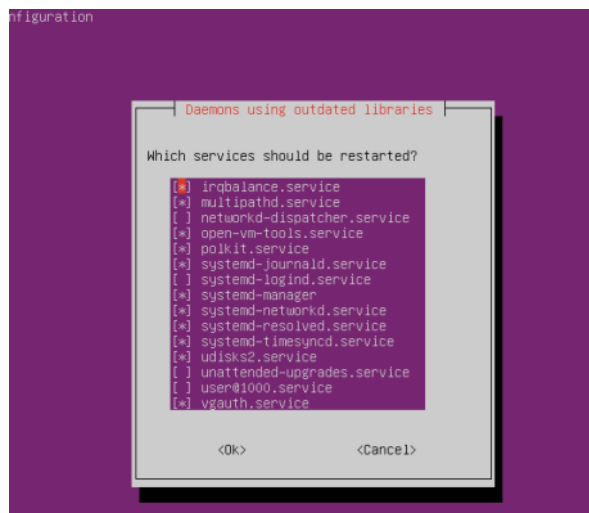 nfiguration
Daemons using outdated libraries
Which services should be restarted?
[*] irqbalance.service
[*] multipathd.service
[ ] networkd-dispatcher.service
[*] open-vm-tools.service
[*] polkit.service
[*] systemd-journald.service
[ ] systemd-logind.service
[*] systemd-manager
[*] systemd-networkd.service
[*] systemd-resolved.service
[*] systemd-timesyncd.service
[*] udisks2.service
[ ] unattended-upgrades.service
[ ] user@1000.service
[*] vgauth.service
<Ok> <Cancel>